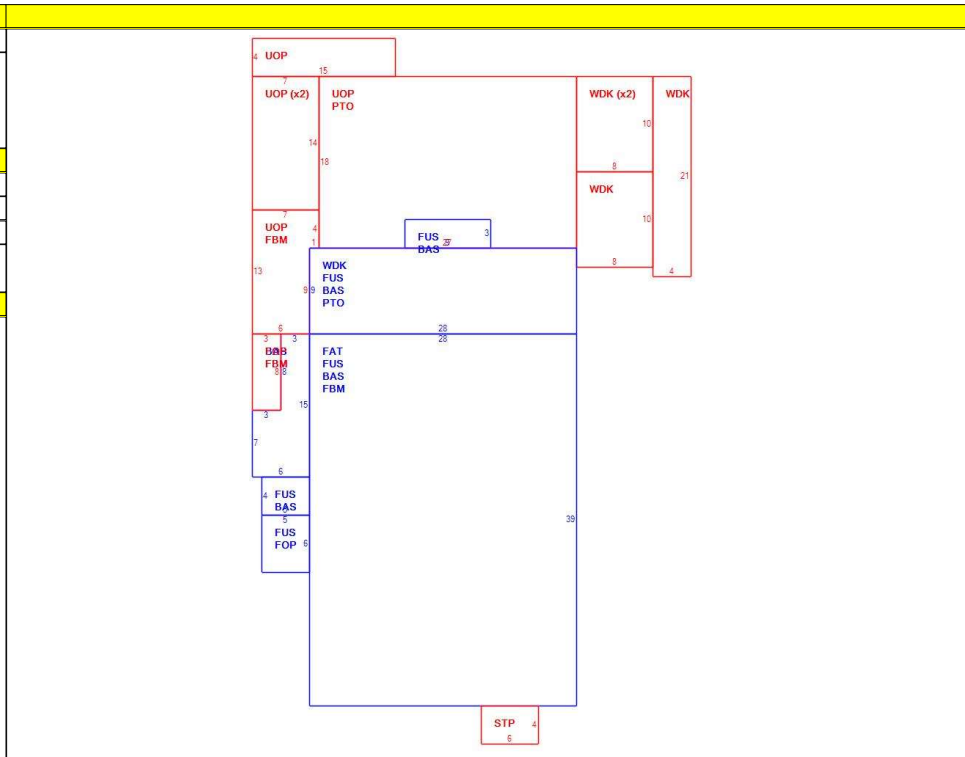 4 UOP
15
7
UOP (x2)
14
UOP
PTO
18
WDK (x2)
10
8
WDK
21
4
WDK
10
8
7
UOP
FBM
4
1
13
9
6
FUS
BAS
3
WDK
FUS
BAS
PTO
9
28
28
3
3
FBM
8
8
FAT
FUS
BAS
FBM
15
39
3
7
6
4 FUS
BAS
5
FUS
FOP
6
STP 4
6